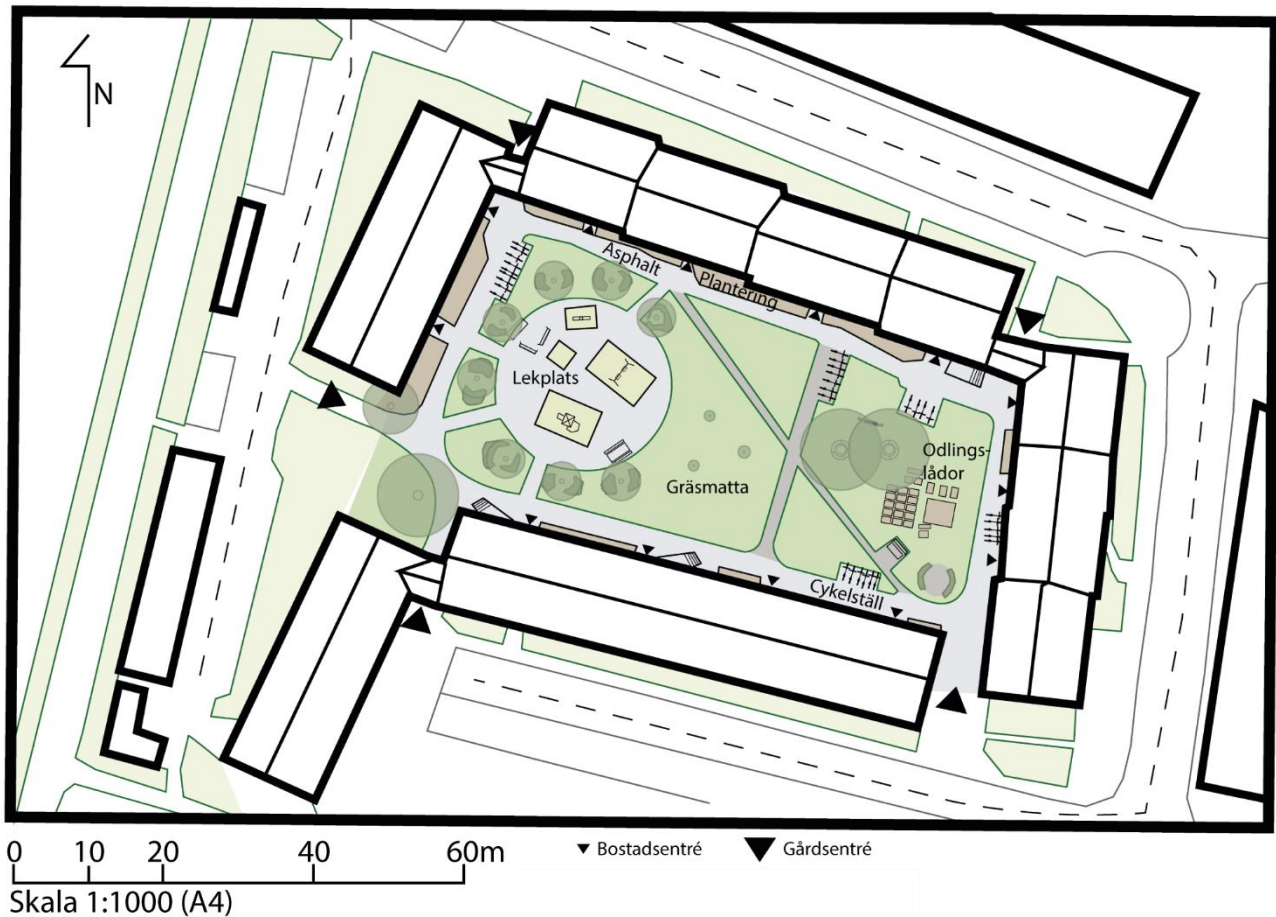 N
Asphalt
Plantering
Lekplats
Odlings-
lådor
Gräsmatta
Cykelställ
0 10 20 40 60m
Bostadsentré Gårdsentré
Skala 1:1000 (A4)